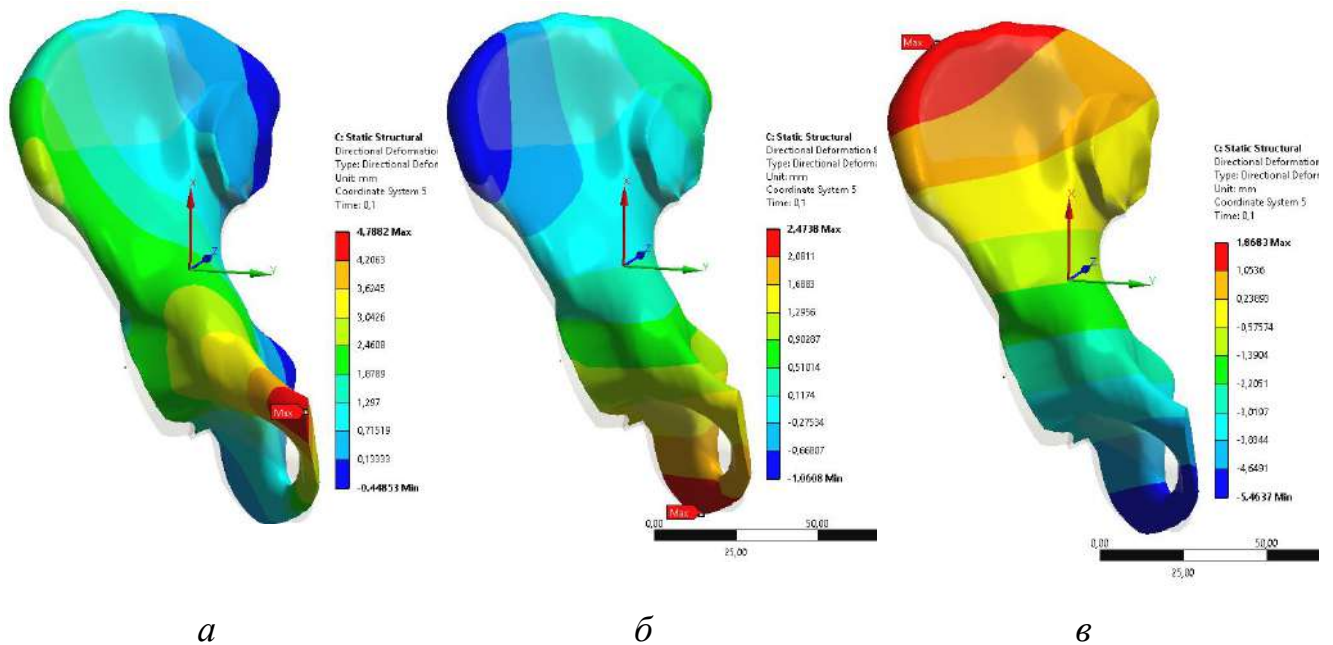 C: Static Structural
Directional Deformation
Type: Directional Defor
Unit: mm
Coordinate System 5
Time: 0,1
4,7882 Max
4,2063
3,6245
3,0426
2,4608
1,8789
1,297
0,71519
0,13333
-0,44853 Min
Max
X
Y
Z
C: Static Structural
Directional Deformation 6
Type: Directional Deforma
Unit: mm
Coordinate System 5
Time: 0,1
2,4738 Max
2,0811
1,6883
1,2956
0,90287
0,51014
0,1174
-0,27534
-0,66807
-1,0608 Min
Max
X
Y
Z
0,00
50,00
25,00
Max
C: Static Structural
Directional Deformation
Type: Directional Deform
Unit: mm
Coordinate System 5
Time: 0,1
1,8683 Max
1,0536
0,23893
-0,57574
-1,3904
-2,2051
-4,6491
-5,4637 Min
X
Y
Z
0,00
50,00
25,00
а
б
в